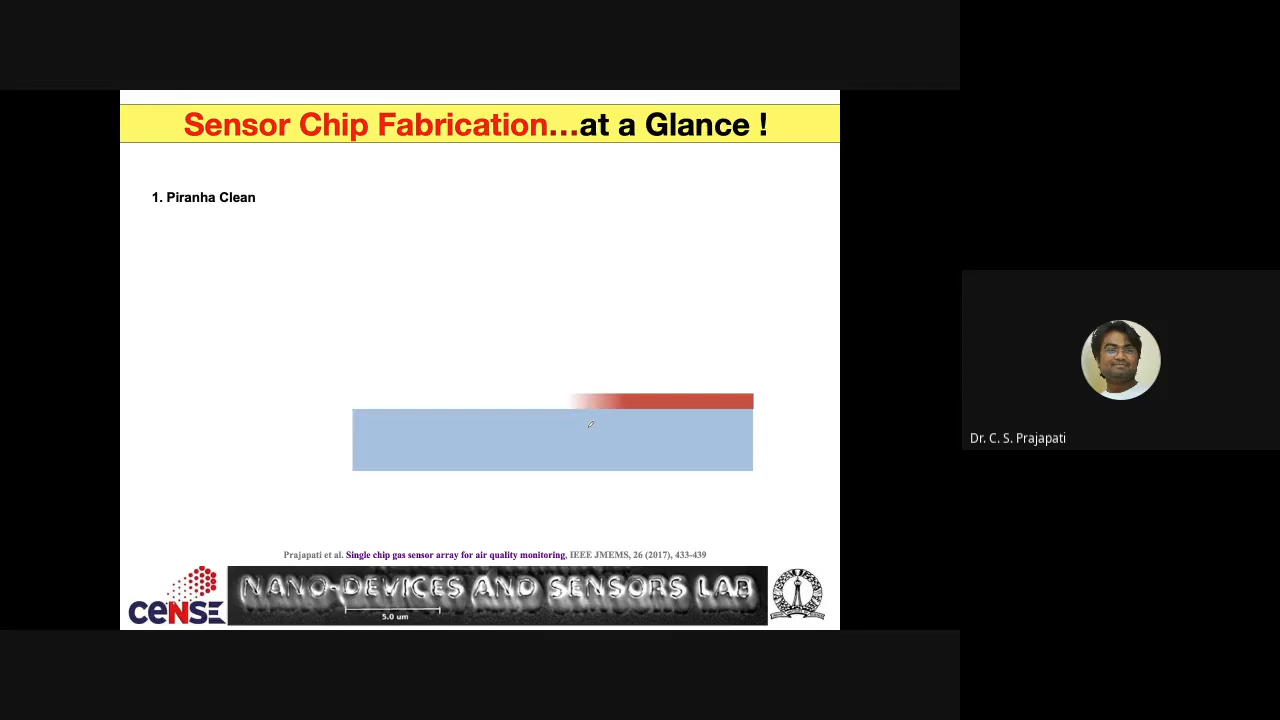 Sensor Chip Fabrication...at a Glance !
1. Piranha Clean
Dr. C. S. Prajapati
Prajapati et al. Single chip gas sensor array for air quality monitoring, IEEE JMEMS, 26 (2017), 433-439
CeNSE
NANO-DEVICES AND SENSORS LAB
5.0 um